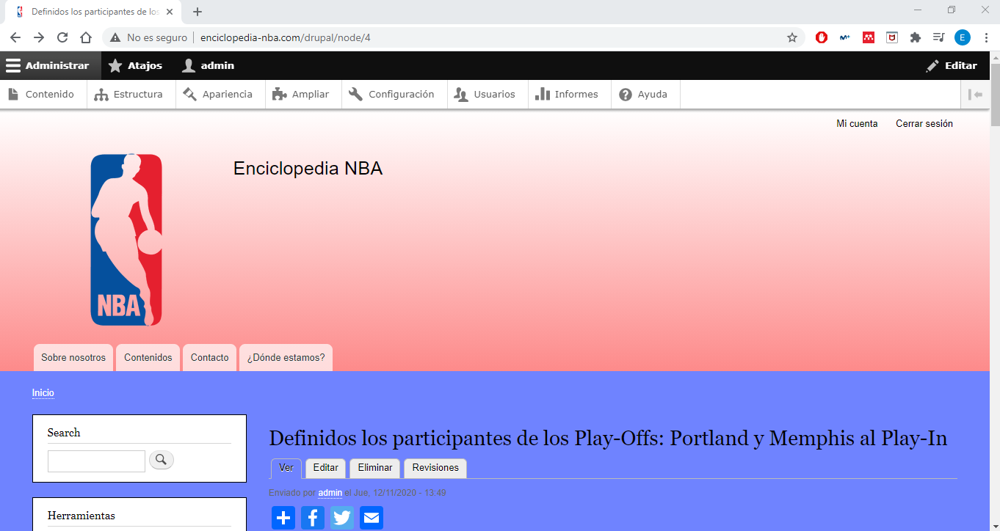 Definidos los participantes de los
No es seguro enciclopedia-nba.com/drupal/node/4
E
Administrar Atajos admin Editar
Contenido Estructura Apariencia Ampliar Configuración Usuarios Informes Ayuda
Mi cuenta Cerrar sesión
Enciclopedia NBA
NBA
Sobre nosotros Contenidos Contacto ¿Dónde estamos?
Inicio
Search
Definidos los participantes de los Play-Offs: Portland y Memphis al Play-In
Ver Editar Eliminar Revisiones
Enviado por admin el Jue, 12/11/2020 - 13:49
Herramientas